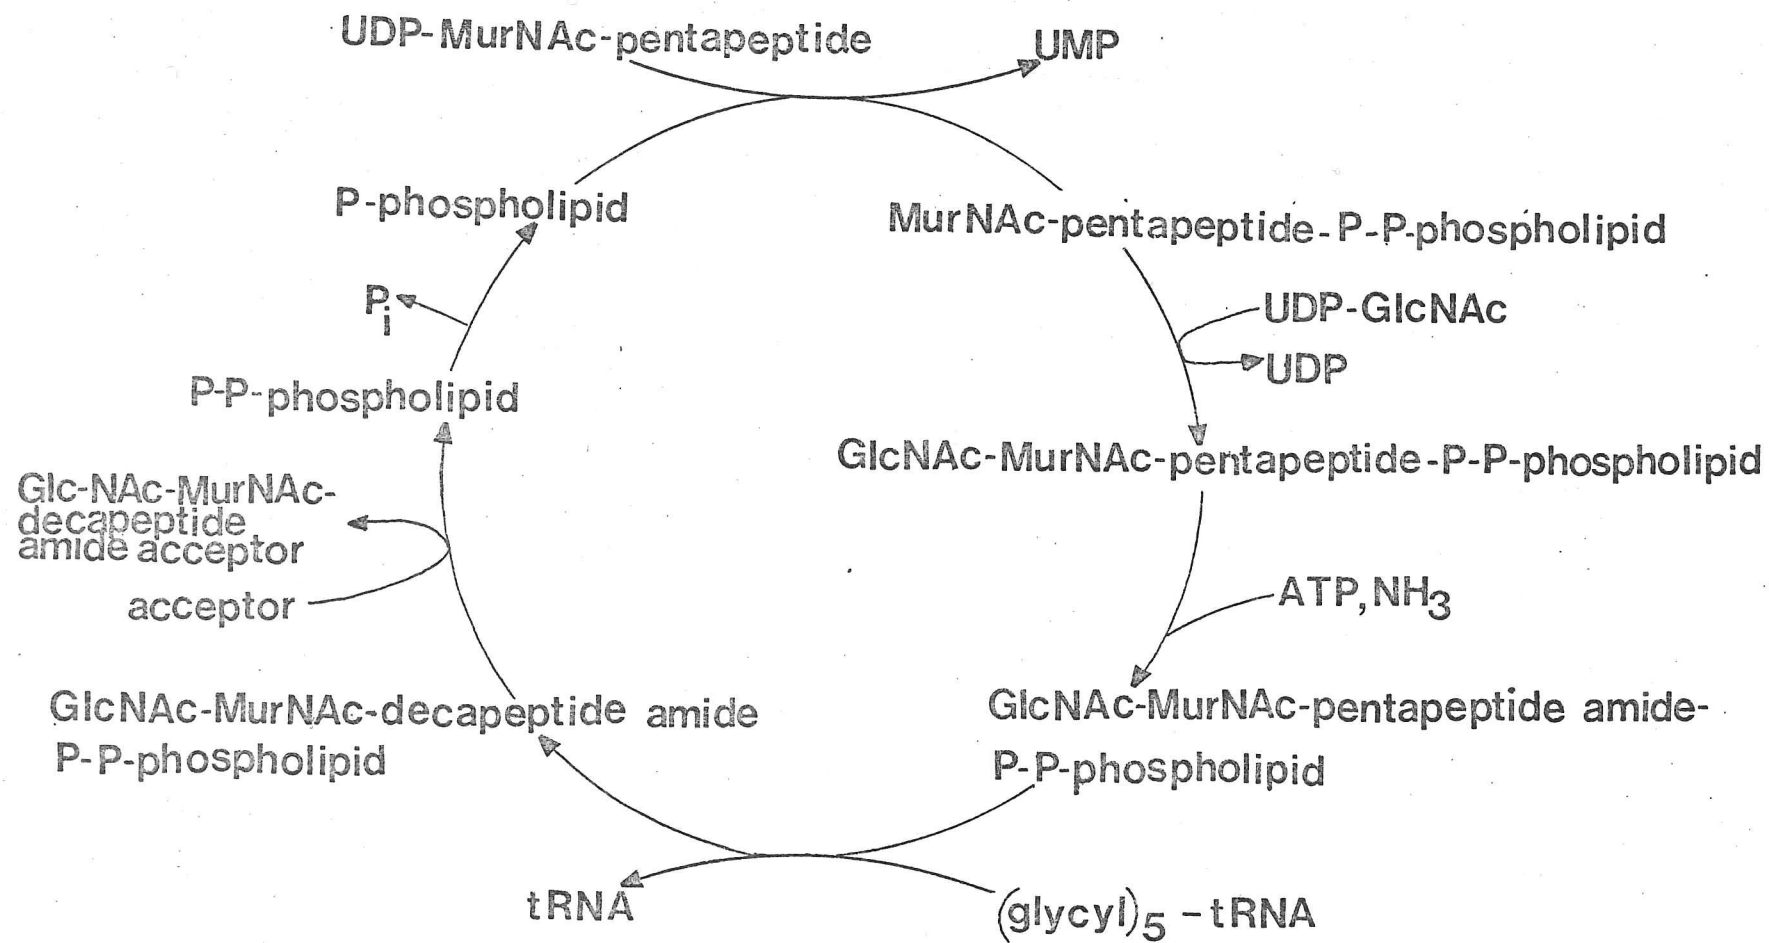 UDP-MurNAc-pentapeptide
UMP
P-phospholipid
MurNAc-pentapeptide-P-P-phospholipid
Pi
UDP-GlcNAc
UDP
P-P-phospholipid
GlcNAc-MurNAc-pentapeptide-P-P-phospholipid
Glc-NAc-MurNAc-
decapeptide
amide acceptor
acceptor
ATP, NH3
GlcNAc-MurNAc-decapeptide amide
P-P-phospholipid
GlcNAc-MurNAc-pentapeptide amide-
P-P-phospholipid
tRNA
(glycyl)5 - tRNA